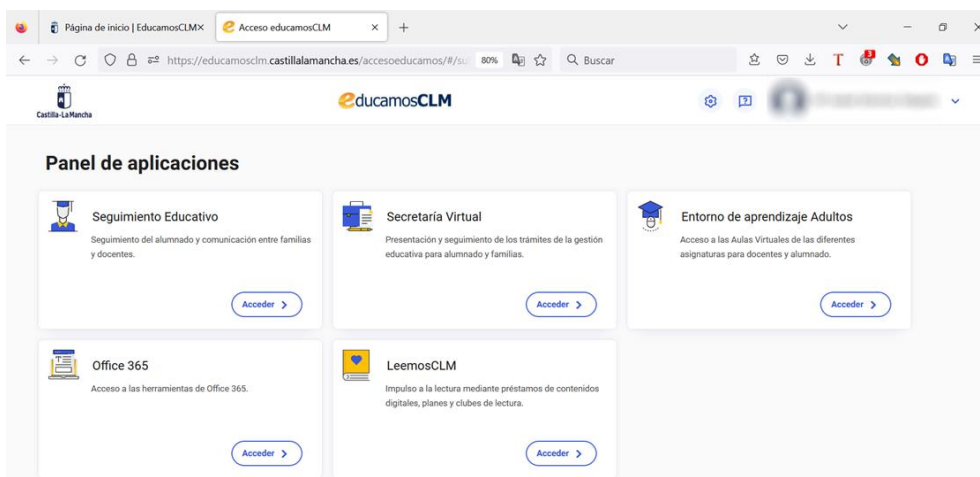 Página de inicio | EducamosCLM
Acceso educamosCLM
https://educamosclm.castillalamancha.es/accesoeducamos/#/su
80%
Buscar
T
3
Castilla-La Mancha
educamosCLM
Panel de aplicaciones
Seguimiento Educativo
Seguimiento del alumnado y comunicación entre familias
y docentes.
Acceder
Secretaría Virtual
Presentación y seguimiento de los trámites de la gestión
educativa para alumnado y familias.
Acceder
Entorno de aprendizaje Adultos
Acceso a las Aulas Virtuales de las diferentes
asignaturas para docentes y alumnado.
Acceder
Office 365
Acceso a las herramientas de Office 365.
Acceder
LeemosCLM
Impulso a la lectura mediante préstamos de contenidos
digitales, planes y clubes de lectura.
Acceder